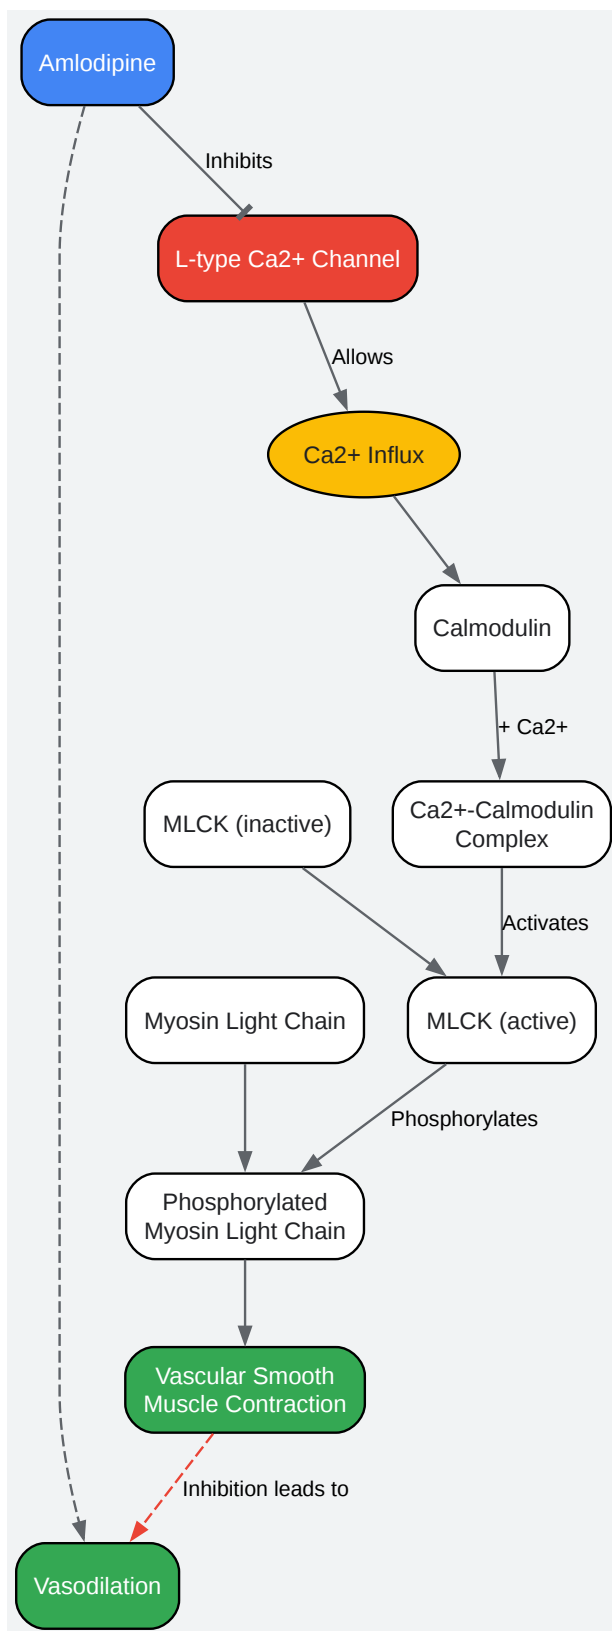 Amlodipine
Inhibits
L-type Ca2+ Channel
Allows
Ca2+ Influx
Calmodulin
+ Ca2+
MLCK (inactive)
Ca2+-Calmodulin
Complex
Activates
Myosin Light Chain
MLCK (active)
Phosphorylates
Phosphorylated
Myosin Light Chain
Vascular Smooth
Muscle Contraction
Inhibition leads to
Vasodilation